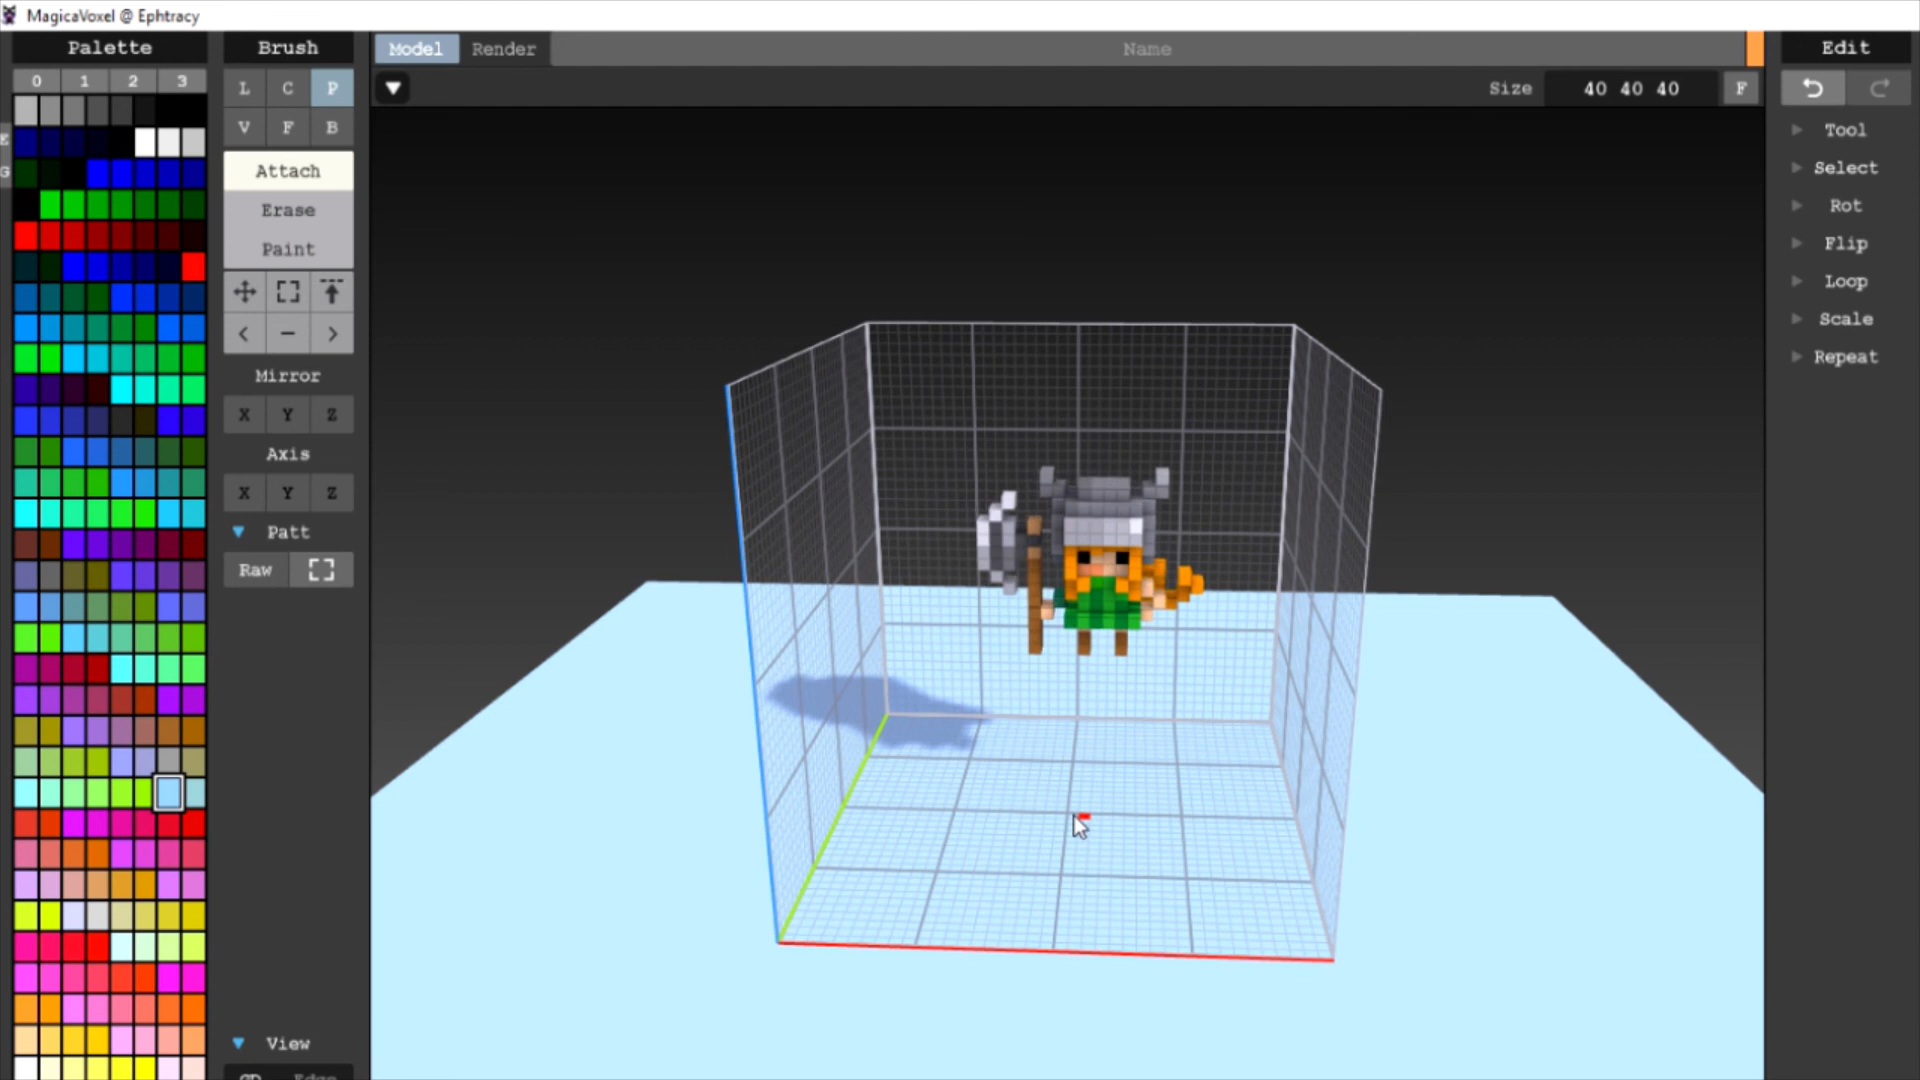 MagicaVoxel @ Ephtracy
Palette
Brush
Model Render
Name
Edit
0 1 2 3
L C P
Size 40 40 40 F
V F B
E
G
Attach
Erase
Paint
< - >
Mirror
X Y Z
Axis
X Y Z
Patt
Raw
View
Edge
Tool
Select
Rot
Flip
Loop
Scale
Repeat